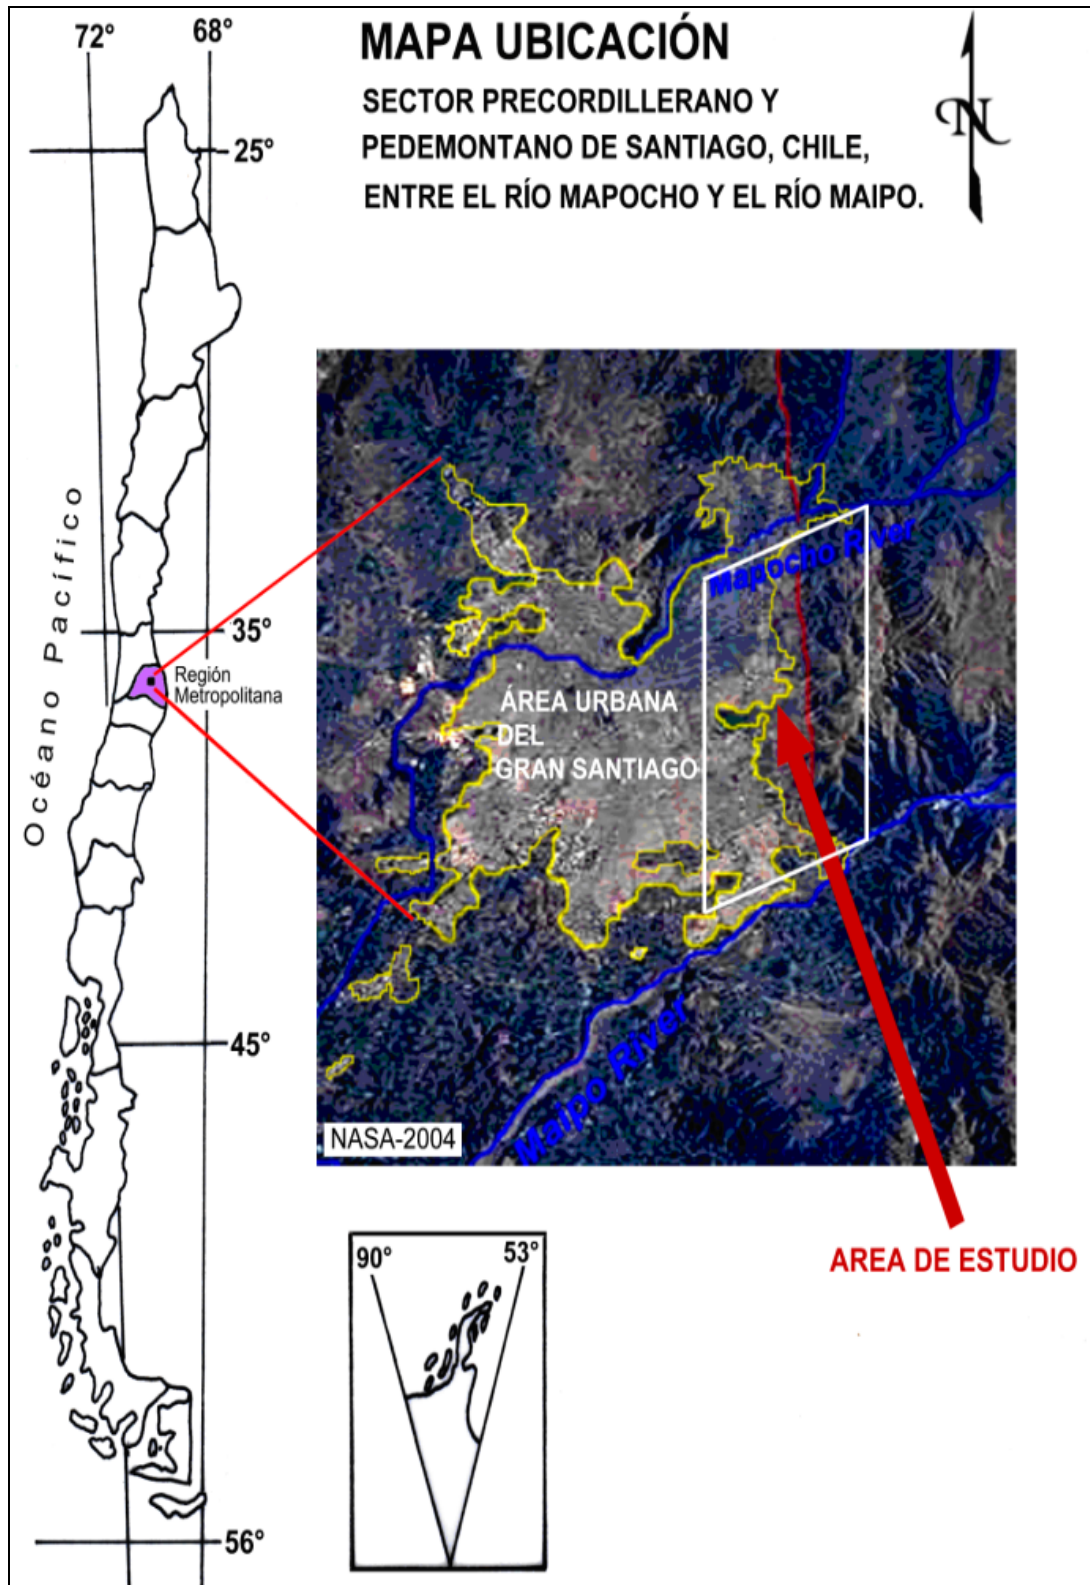 72°
68°
MAPA UBICACIÓN
SECTOR PRECORDILLERANO Y
PEDEMONTANO DE SANTIAGO, CHILE,
ENTRE EL RÍO MAPOCHO Y EL RÍO MAIPO.
N
25°
Océano Pacífico
35°
Región
Metropolitana
Mapocho River
ÁREA URBANA
DEL
GRAN SANTIAGO
45°
Maipo River
NASA-2004
AREA DE ESTUDIO
90°
53°
56°